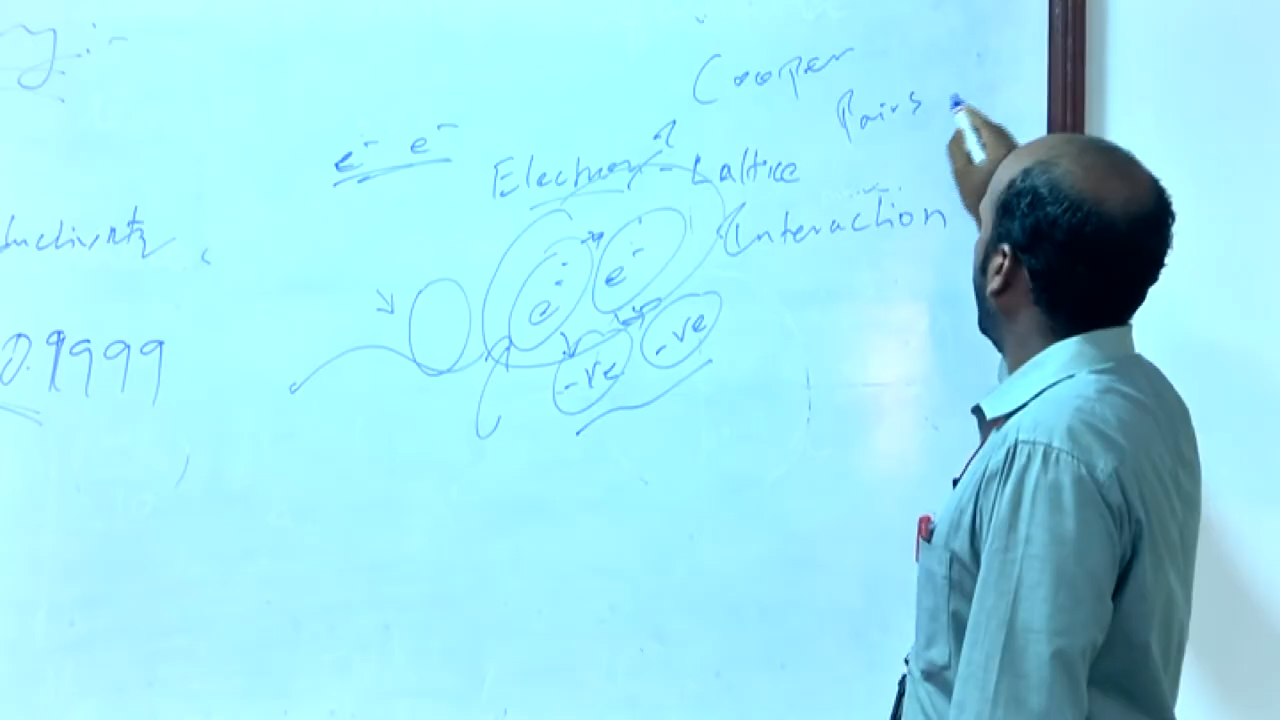 Cooper
Pairs
e⁻ e⁻
Electron - Lattice
Interaction
e⁻ e⁻
-ve -ve
0.9999